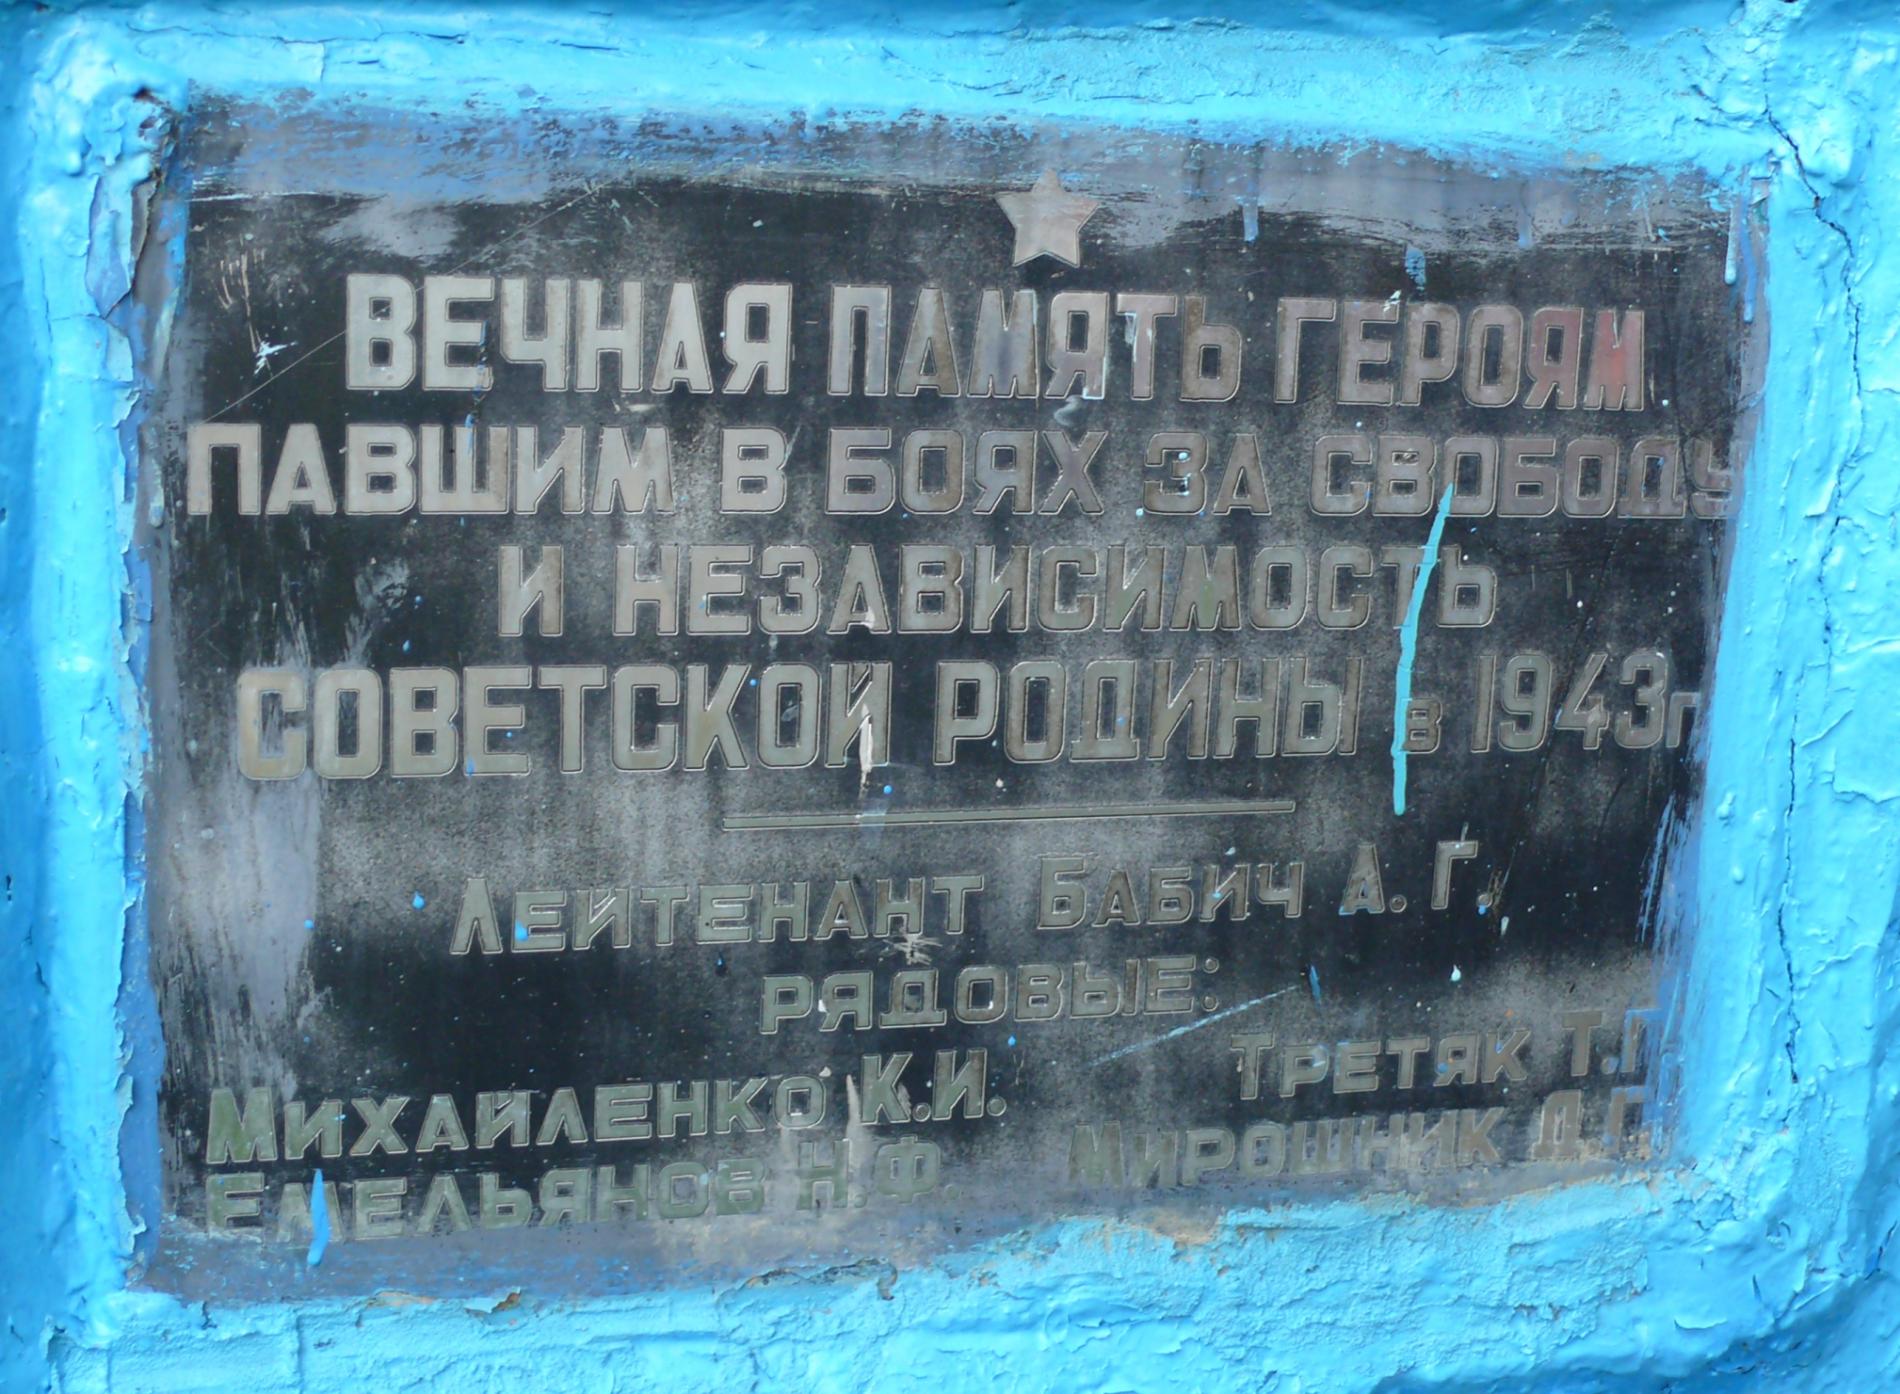 ВЕЧНАЯ ПАМЯТЬ ГЕРОЯМ
ПАВШИМ В БОЯХ ЗА СВОБОДУ
И НЕЗАВИСИМОСТЬ
СОВЕТСКОЙ РОДИНЫ в 1943г
ЛЕЙТЕНАНТ БАБИЧ А. Г.
РЯДОВЫЕ:
МИХАЙЛЕНКО К.И. ТРЕТЯК Т.Г.
ЕМЕЛЬЯНОВ Н.Ф. МИРОШНИК Д.Г.